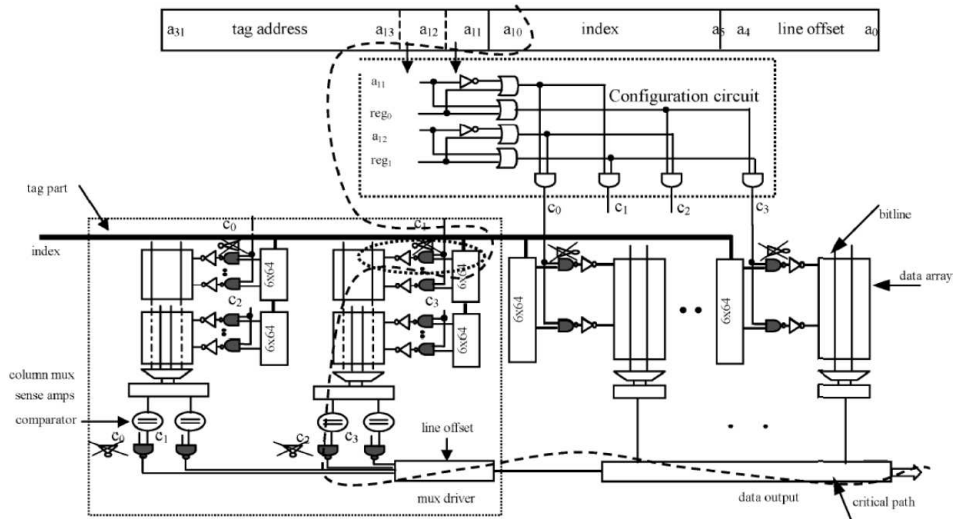 a31 tag address a13 a12 a11 a10 index a5 a4 line offset a0
a11
Configuration circuit
reg0
a12
reg1
tag part
c0 c1 c0 c1 c2 c3
bitline
index
6x64 6x64 6x64 6x64
data array
c2 c3
6x64 6x64
column mux
sense amps
comparator
c0 c1 c2 c3
line offset
mux driver
data output
critical path